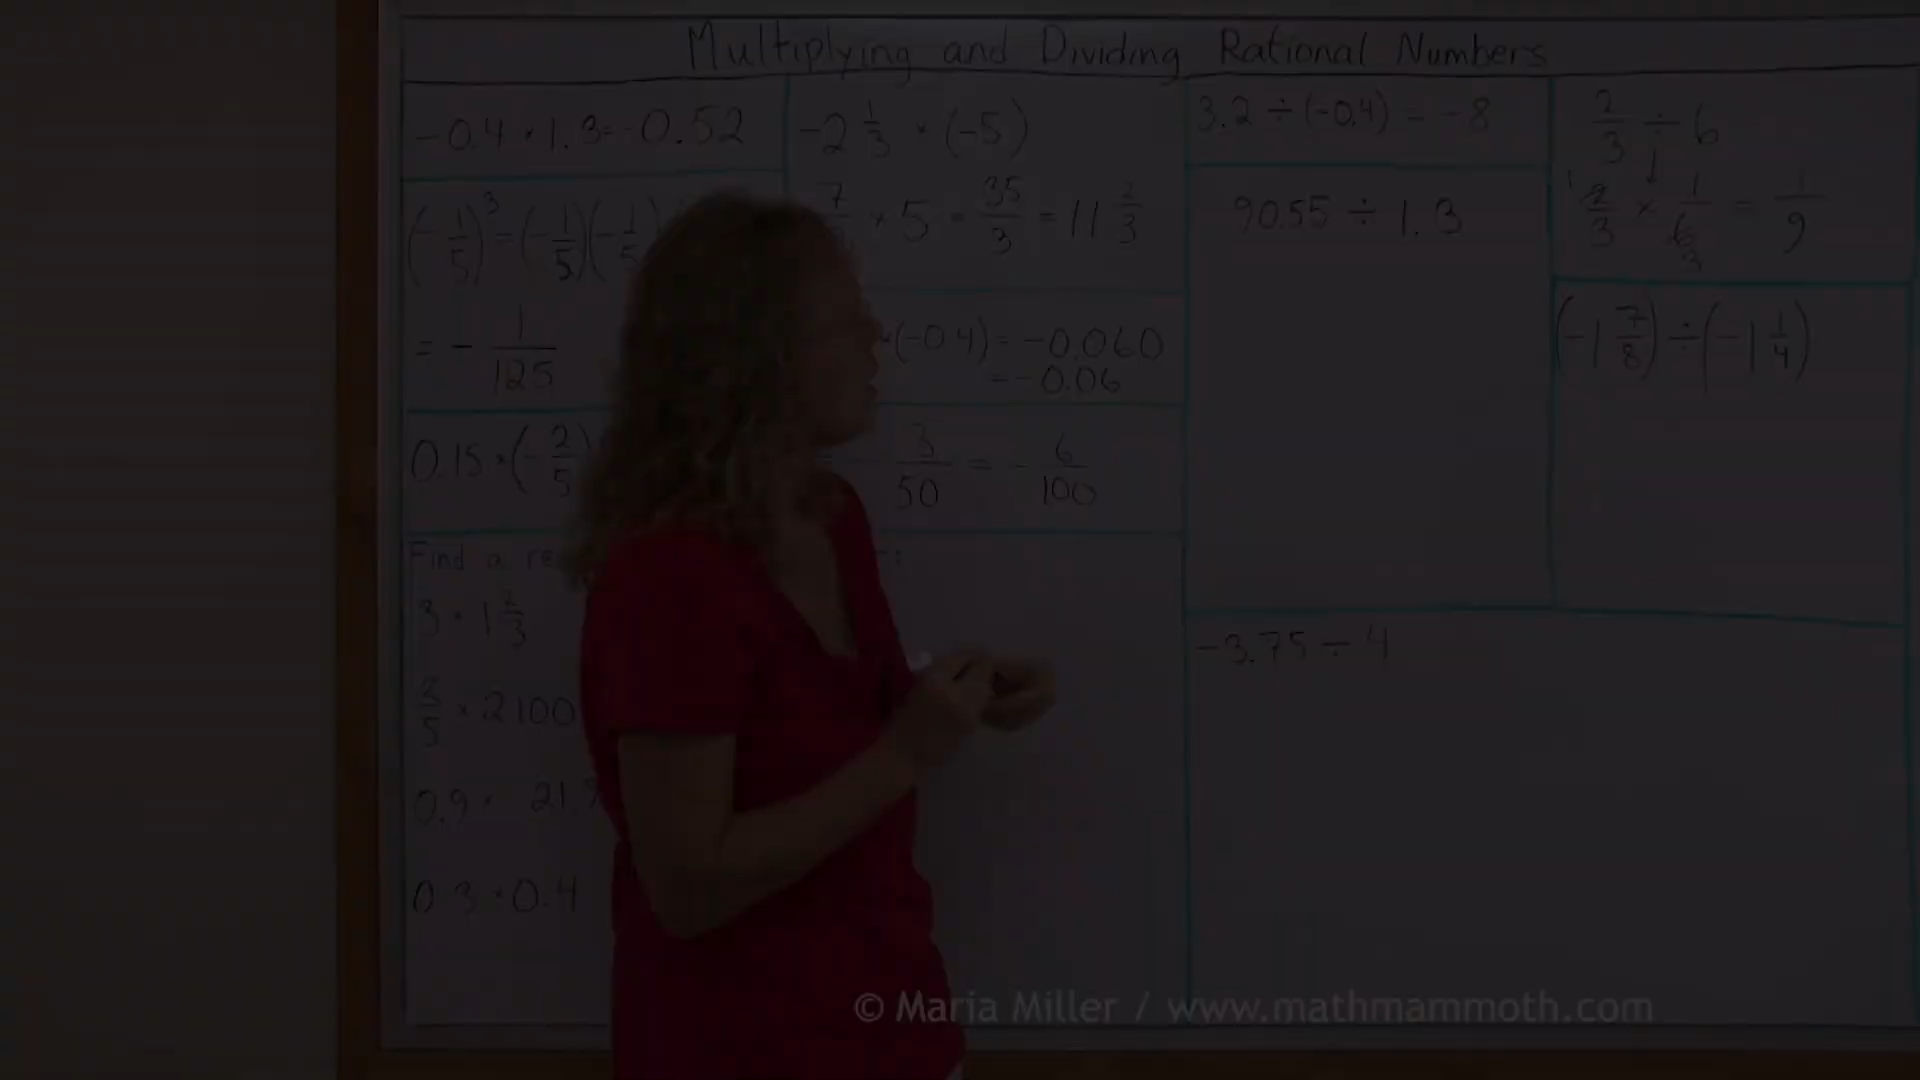 Multiplying and Dividing Rational Numbers
-0.4 × 1.3 = -0.52
(-1/5)³ = (-1/5)(-1/5
= - 1/125
0.15 × (-2/5)
Find a
3 × 1 2/3
× 2100
0.9 × 21.
0.3 × 0.4
-2 1/3 × (-5)
7 × 5 = 35/3 = 11 2/3
(-0.4) = -0.060
= -0.06
= - 3/50 = - 6/100
3.2 ÷ (-0.4) = -8
90.55 ÷ 1.3
-3.75 ÷ 4
2/3 ÷ 6
2/3 × 1/6 = 1/9
1 3
(-1 7/8) ÷ (-1 1/4)
© Maria Miller / www.mathmammoth.com